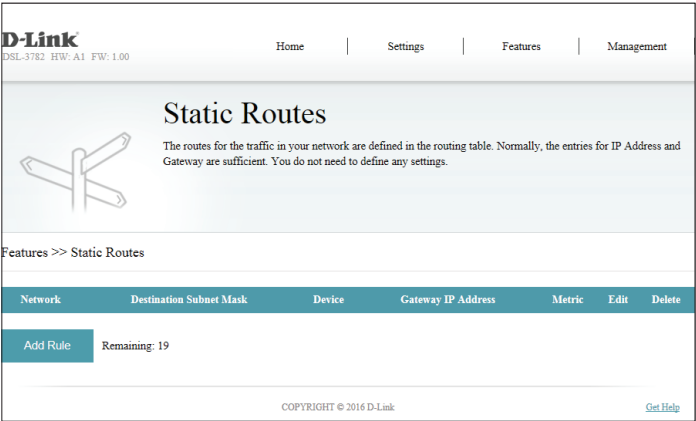 D-Link
DSL-3782 HW: A1 FW: 1.00
Home Settings Features Management
Static Routes
The routes for the traffic in your network are defined in the routing table. Normally, the entries for IP Address and
Gateway are sufficient. You do not need to define any settings.
Features >> Static Routes
Network Destination Subnet Mask Device Gateway IP Address Metric Edit Delete
Add Rule Remaining: 19
COPYRIGHT © 2016 D-Link Get Help